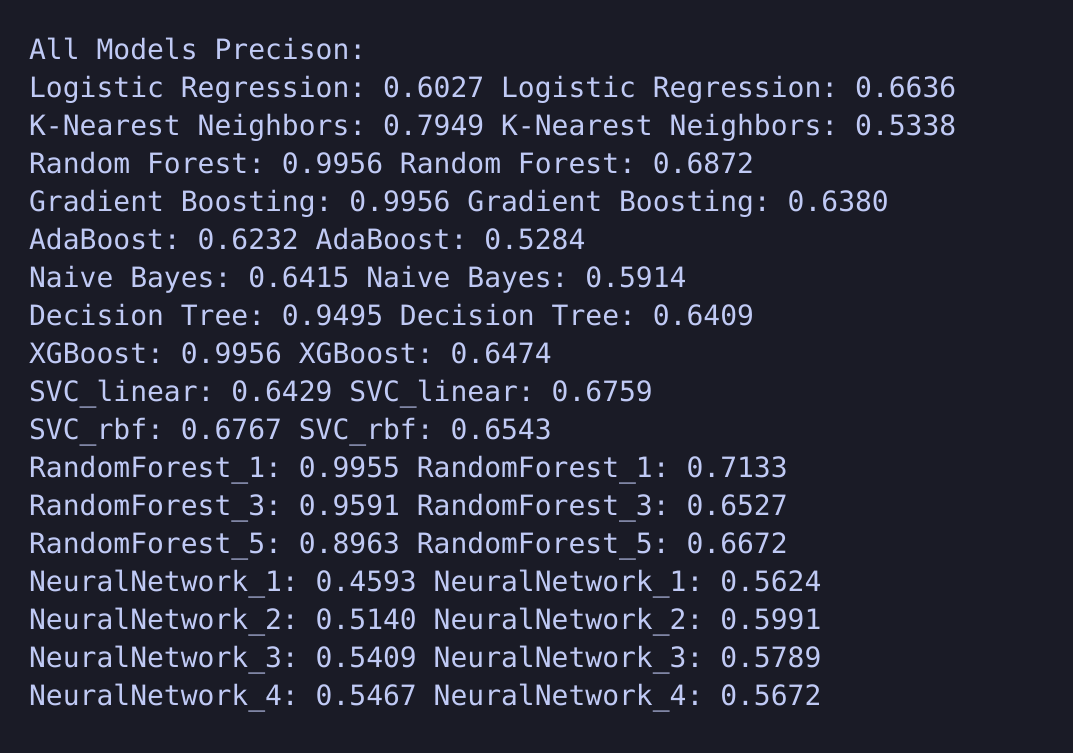 All Models Precison:
Logistic Regression: 0.6027 Logistic Regression: 0.6636
K-Nearest Neighbors: 0.7949 K-Nearest Neighbors: 0.5338
Random Forest: 0.9956 Random Forest: 0.6872
Gradient Boosting: 0.9956 Gradient Boosting: 0.6380
AdaBoost: 0.6232 AdaBoost: 0.5284
Naive Bayes: 0.6415 Naive Bayes: 0.5914
Decision Tree: 0.9495 Decision Tree: 0.6409
XGBoost: 0.9956 XGBoost: 0.6474
SVC_linear: 0.6429 SVC_linear: 0.6759
SVC_rbf: 0.6767 SVC_rbf: 0.6543
RandomForest_1: 0.9955 RandomForest_1: 0.7133
RandomForest_3: 0.9591 RandomForest_3: 0.6527
RandomForest_5: 0.8963 RandomForest_5: 0.6672
NeuralNetwork_1: 0.4593 NeuralNetwork_1: 0.5624
NeuralNetwork_2: 0.5140 NeuralNetwork_2: 0.5991
NeuralNetwork_3: 0.5409 NeuralNetwork_3: 0.5789
NeuralNetwork_4: 0.5467 NeuralNetwork_4: 0.5672